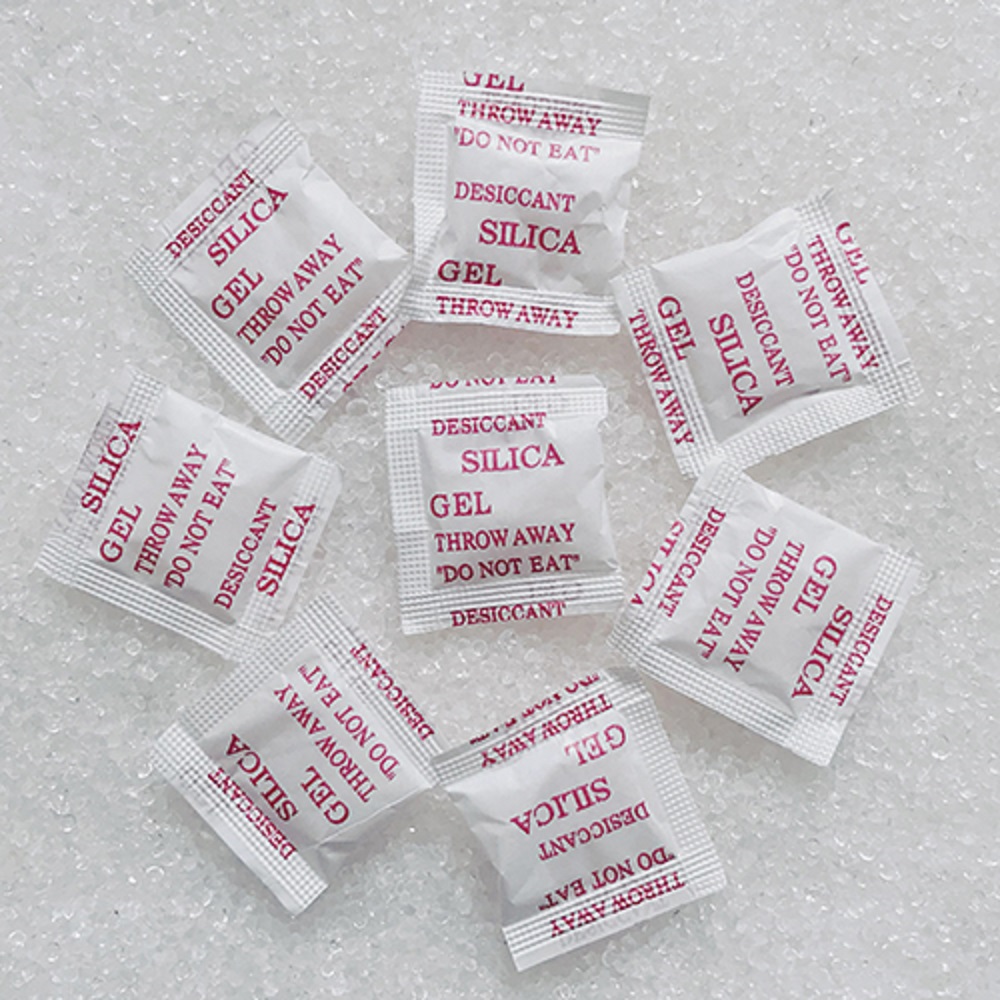 GEL
THROW AWAY
"DO NOT EAT"
DESICCANT
SILICA
GEL
THROW AWAY
DESICCANT
SILICA
GEL
THROW AWAY
"DO NOT EAT"
DESICCANT
GEL
THROW AWAY
"DO NOT EAT"
DESICCANT
SILICA
GEL
THROW AWAY
DO NOT EAT
DESICCANT
SILICA
GEL
THROW AWAY
"DO NOT EAT"
DESICCANT
SILICA
GEL
THROW AWAY
"DO NOT EAT"
DESICCANT
SILICA
DESICCANT
SILICA
GEL
THROW AWAY
"DO NOT EAT"
DESICCANT
SILICA
DESICCANT
SILICA
GEL
THROW AWAY
"DO NOT EAT"
DESICCANT
THROW AWAY
"DO NOT EAT"
DESICCANT
SILICA
GEL
THROW AWAY